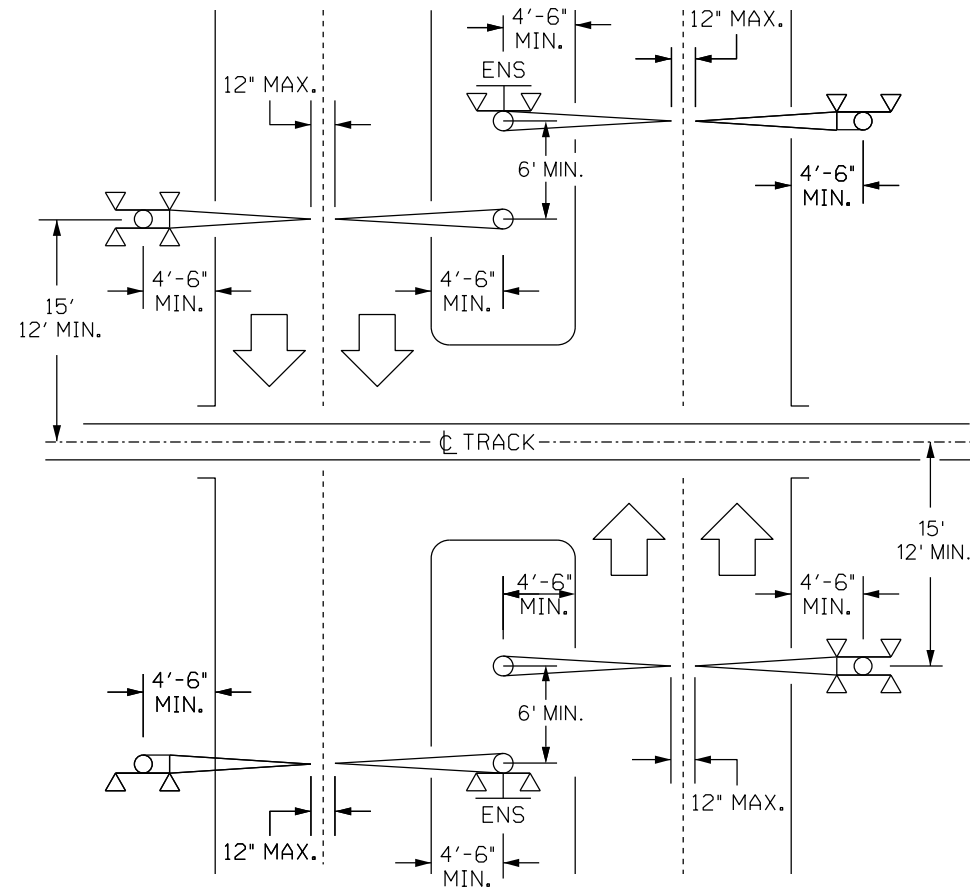 4'-6"
MIN.
12" MAX.
ENS
12" MAX.
6' MIN.
4'-6"
MIN.
4'-6"
MIN.
4'-6"
MIN.
15'
12' MIN.
℄ TRACK
15'
12' MIN.
4'-6"
MIN.
4'-6"
MIN.
4'-6"
MIN.
6' MIN.
12" MAX.
ENS
12" MAX.
4'-6"
MIN.